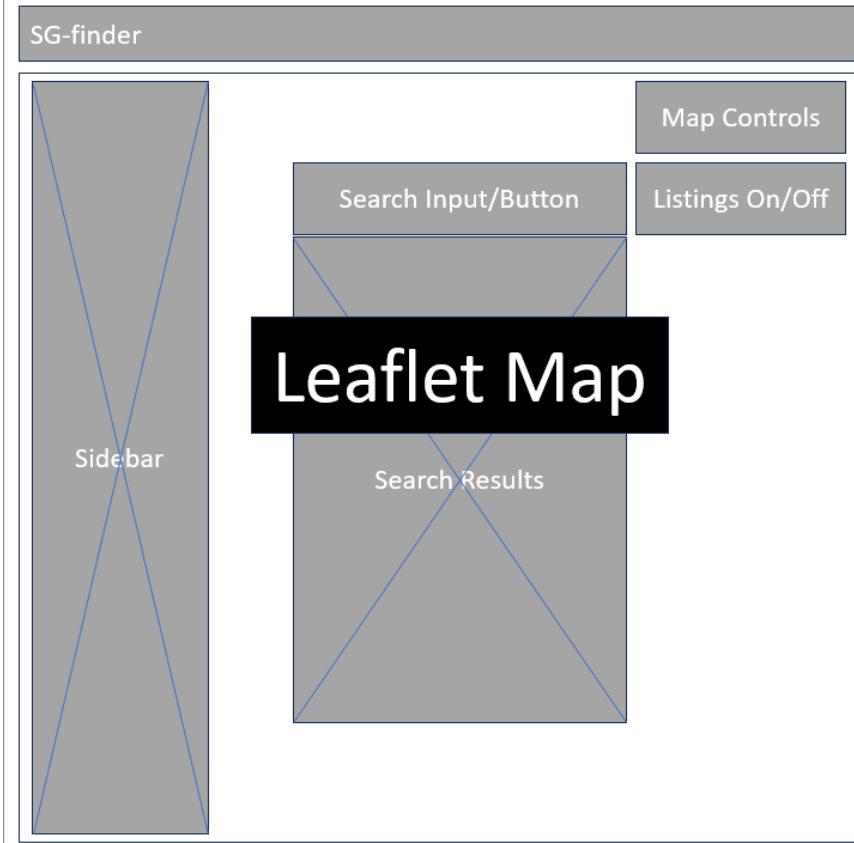 SG-finder
Map Controls
Search Input/Button
Listings On/Off
Leaflet Map
Sidebar
Search Results